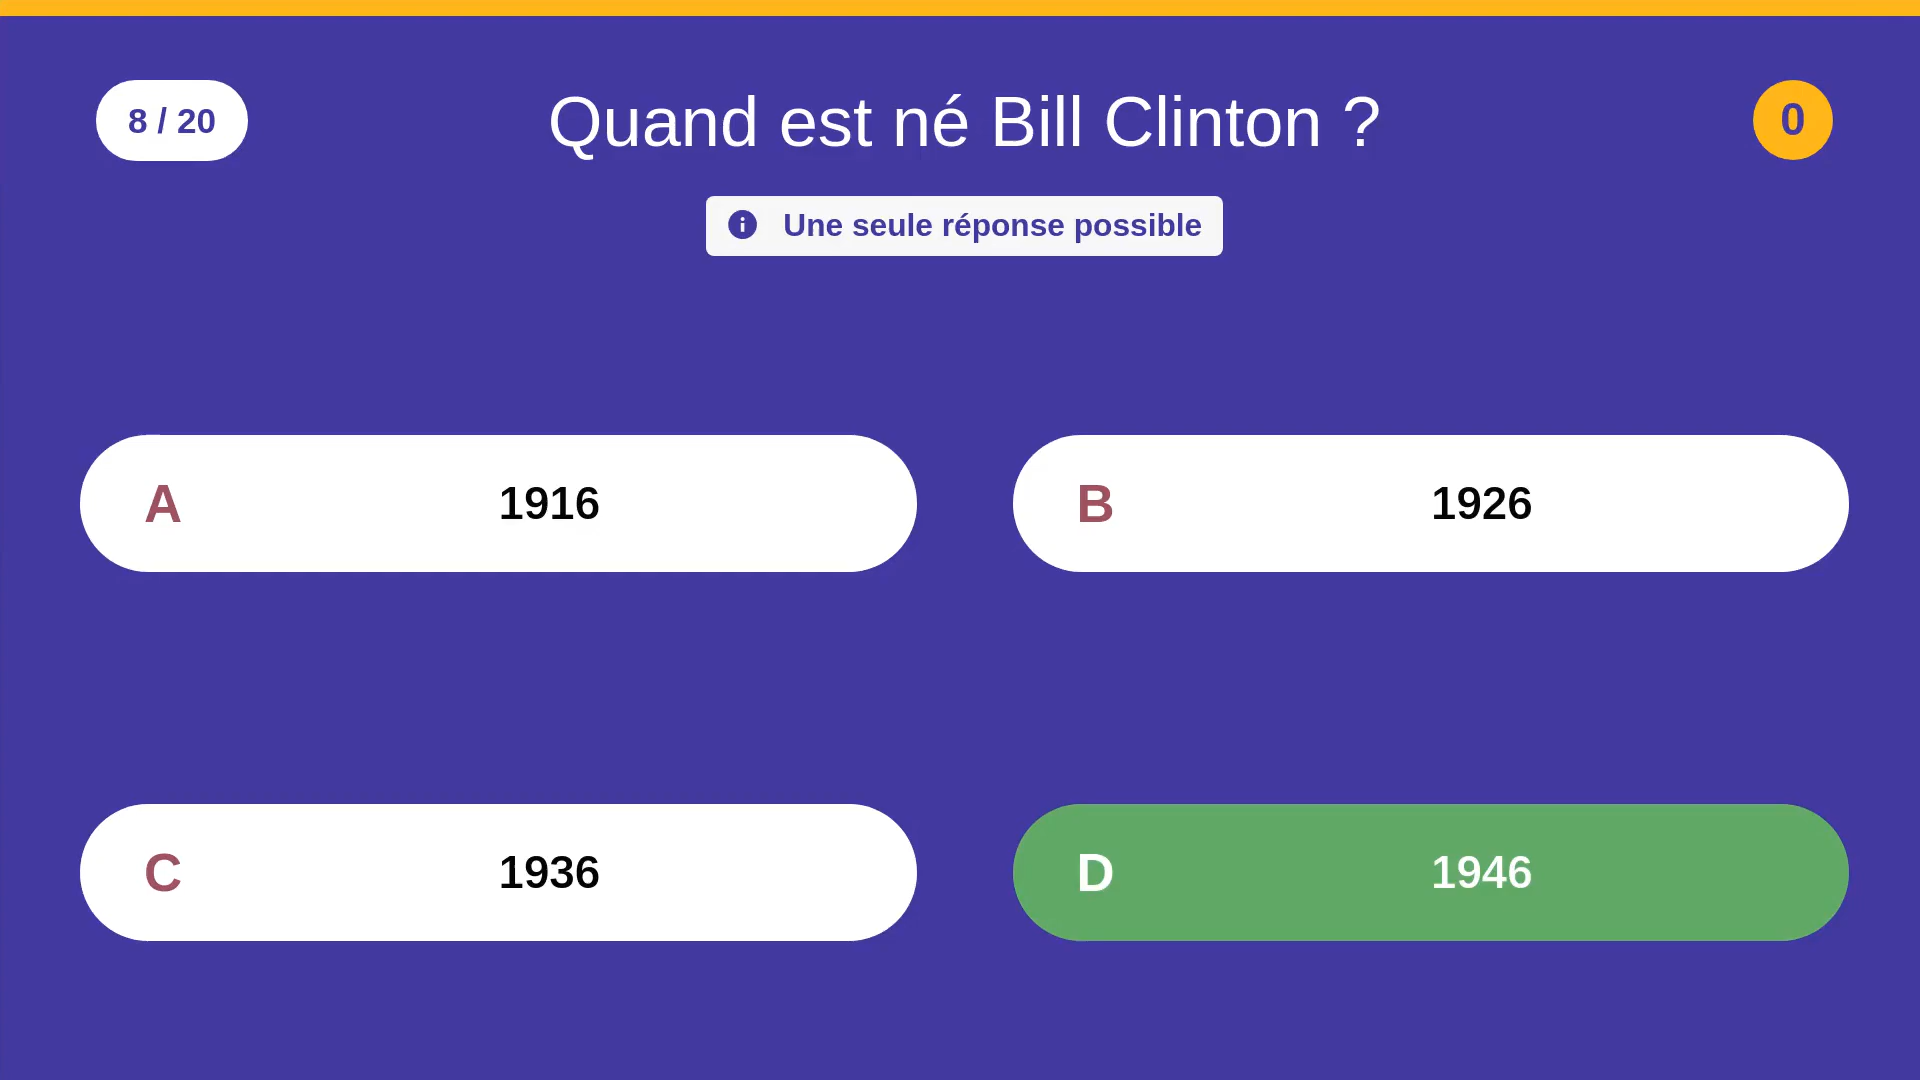 8 / 20
Quand est né Bill Clinton ?
0
Une seule réponse possible
A 1916
B 1926
C 1936
D 1946